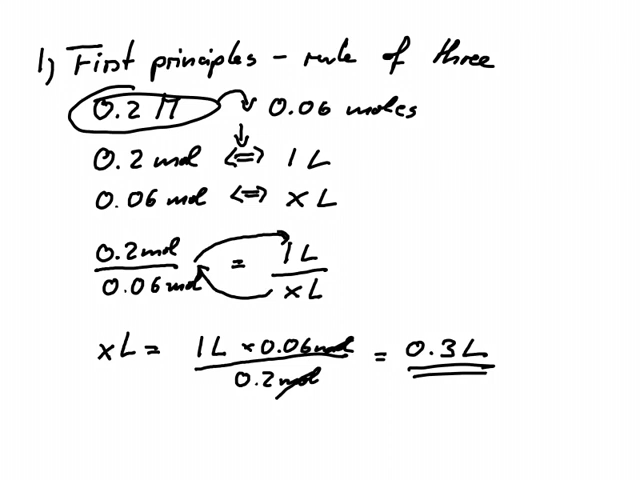 1) First principles - rule of three
0.2 M 0.06 moles
0.2 mol <=> 1 L
0.06 mol <=> x L
0.2 mol / 0.06 mol = 1 L / x L
x L = 1 L × 0.06 mol / 0.2 mol = 0.3 L